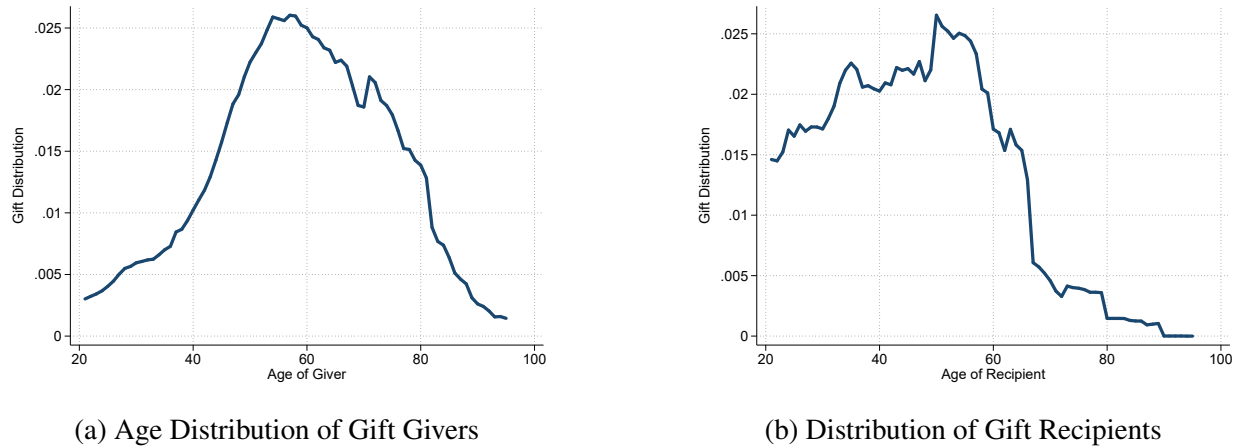 .025
.02
.015
.01
.005
0
Gift Distribution
20 40 60 80 100
Age of Giver
(a) Age Distribution of Gift Givers
.025
.02
.015
.01
.005
0
Gift Distribution
20 40 60 80 100
Age of Recipient
(b) Distribution of Gift Recipients